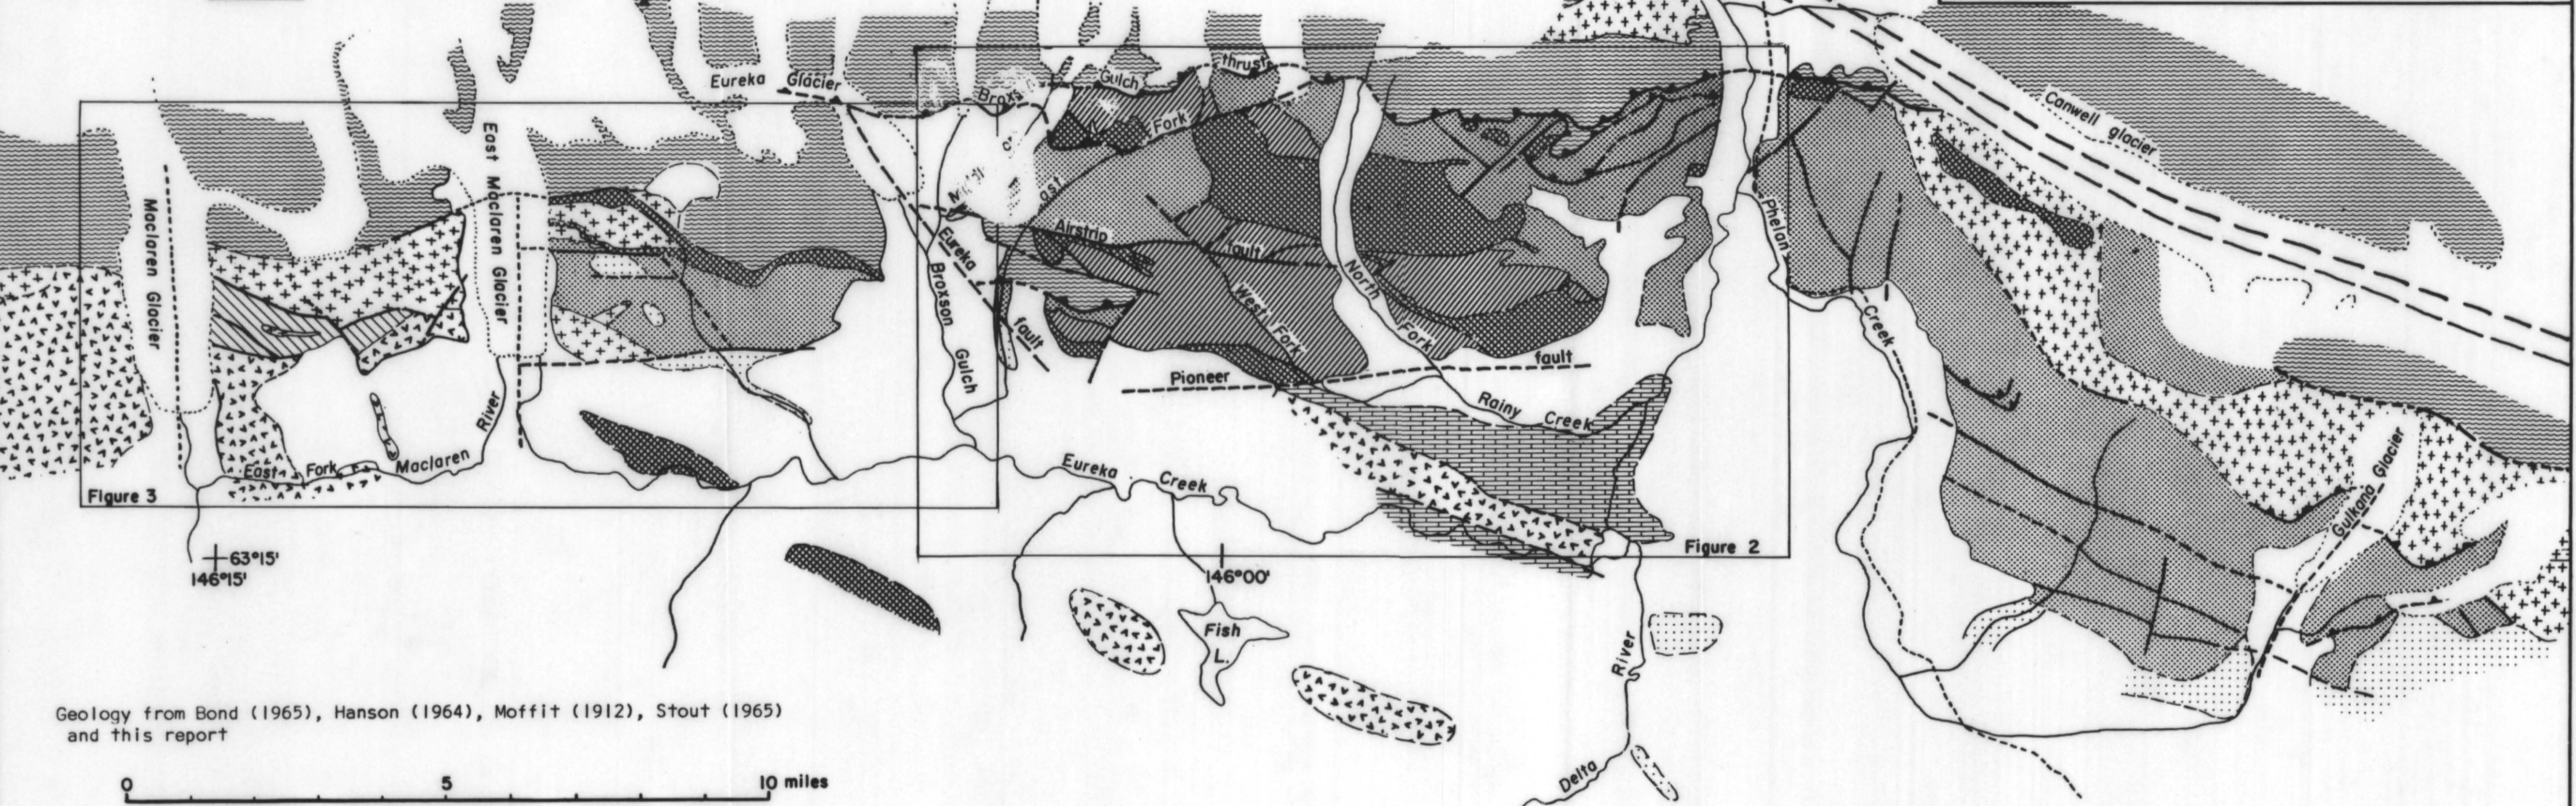 Eureka Glacier
Gulch
thrust
Fork
Canwell glacier
Maclaren Glacier
East Maclaren Glacier
Airstrip
fault
Eureka
fault
Broxson
Gulch
West Fork
North
Fork
Phelan
Creek
Pioneer
fault
Rainy
Creek
River
East
Fork
Maclaren
Eureka
Creek
Gulkana Glacier
Figure 3
Figure 2
63°15'
146°15'
146°00'
Fish
L.
River
Delta
Geology from Bond (1965), Hanson (1964), Moffit (1912), Stout (1965)
and this report
0 5 10 miles